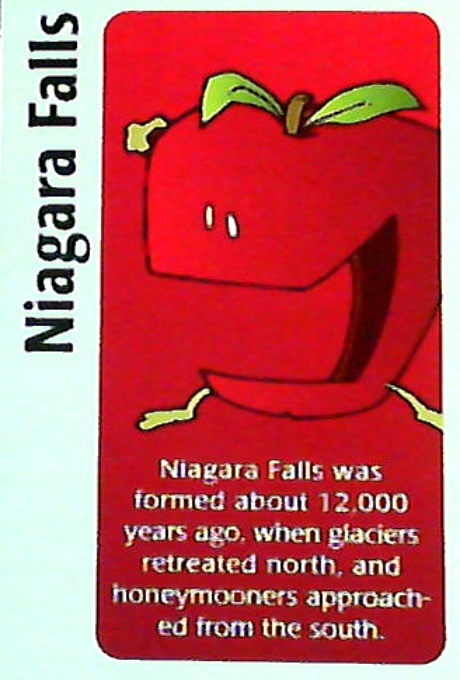 Niagara Falls
Niagara Falls was
formed about 12,000
years ago, when glaciers
retreated north, and
honeymooners approach-
ed from the south.